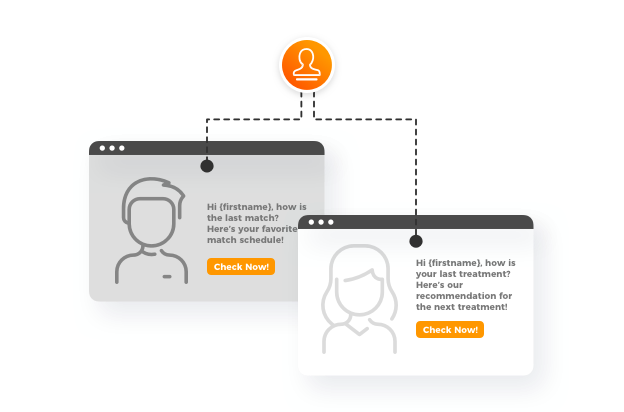 Hi {firstname}, how is
the last match?
Here's your favorite
match schedule!
Check Now!
Hi {firstname}, how is
your last treatment?
Here's our
recommendation for
the next treatment!
Check Now!